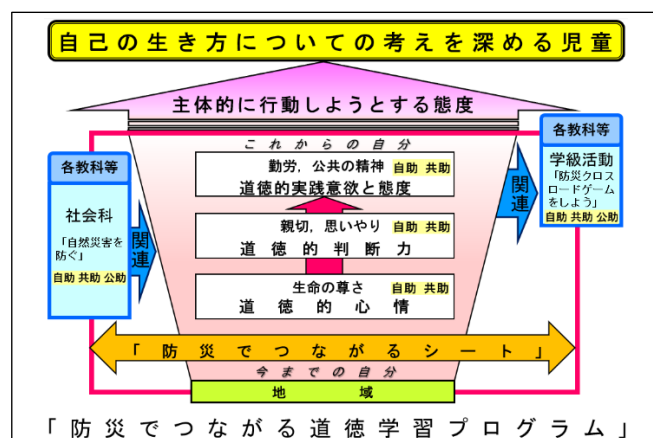 自己の生き方についての考えを深める児童
主体的に行動しようとする態度
これからの自分
勤労，公共の精神 自助 共助
道徳的実践意欲と態度
親切，思いやり 自助 共助
道徳的判断力
生命の尊さ 自助 共助
道徳的心情
各教科等
社会科
「自然災害を
防ぐ」
自助 共助 公助
関連
関連
各教科等
学級活動
「防災クロス
ロードゲーム
をしよう」
自助 共助 公助
「防災でつながるシート」
今までの自分
地域
「防災でつながる道徳学習プログラム」